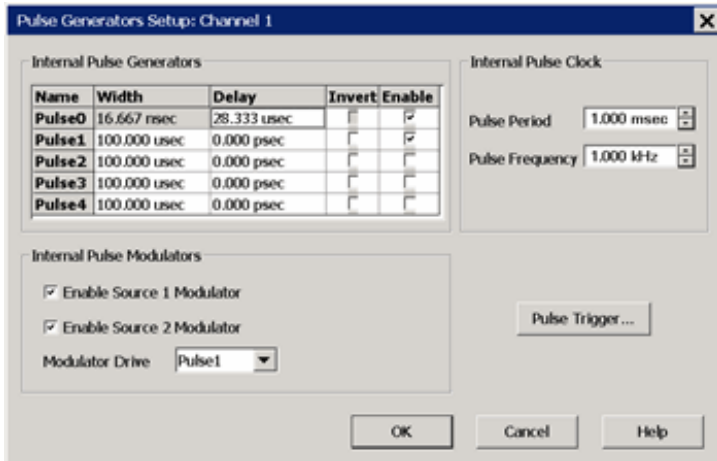 Pulse Generators Setup: Channel 1
Internal Pulse Generators
Name Width Delay Invert Enable
Pulse0 16.667 nsec 28.333 usec
Pulse1 100.000 usec 0.000 psec
Pulse2 100.000 usec 0.000 psec
Pulse3 100.000 usec 0.000 psec
Pulse4 100.000 usec 0.000 psec
Internal Pulse Clock
Pulse Period 1.000 msec
Pulse Frequency 1.000 kHz
Internal Pulse Modulators
Enable Source 1 Modulator
Enable Source 2 Modulator
Modulator Drive Pulse1
Pulse Trigger...
OK Cancel Help